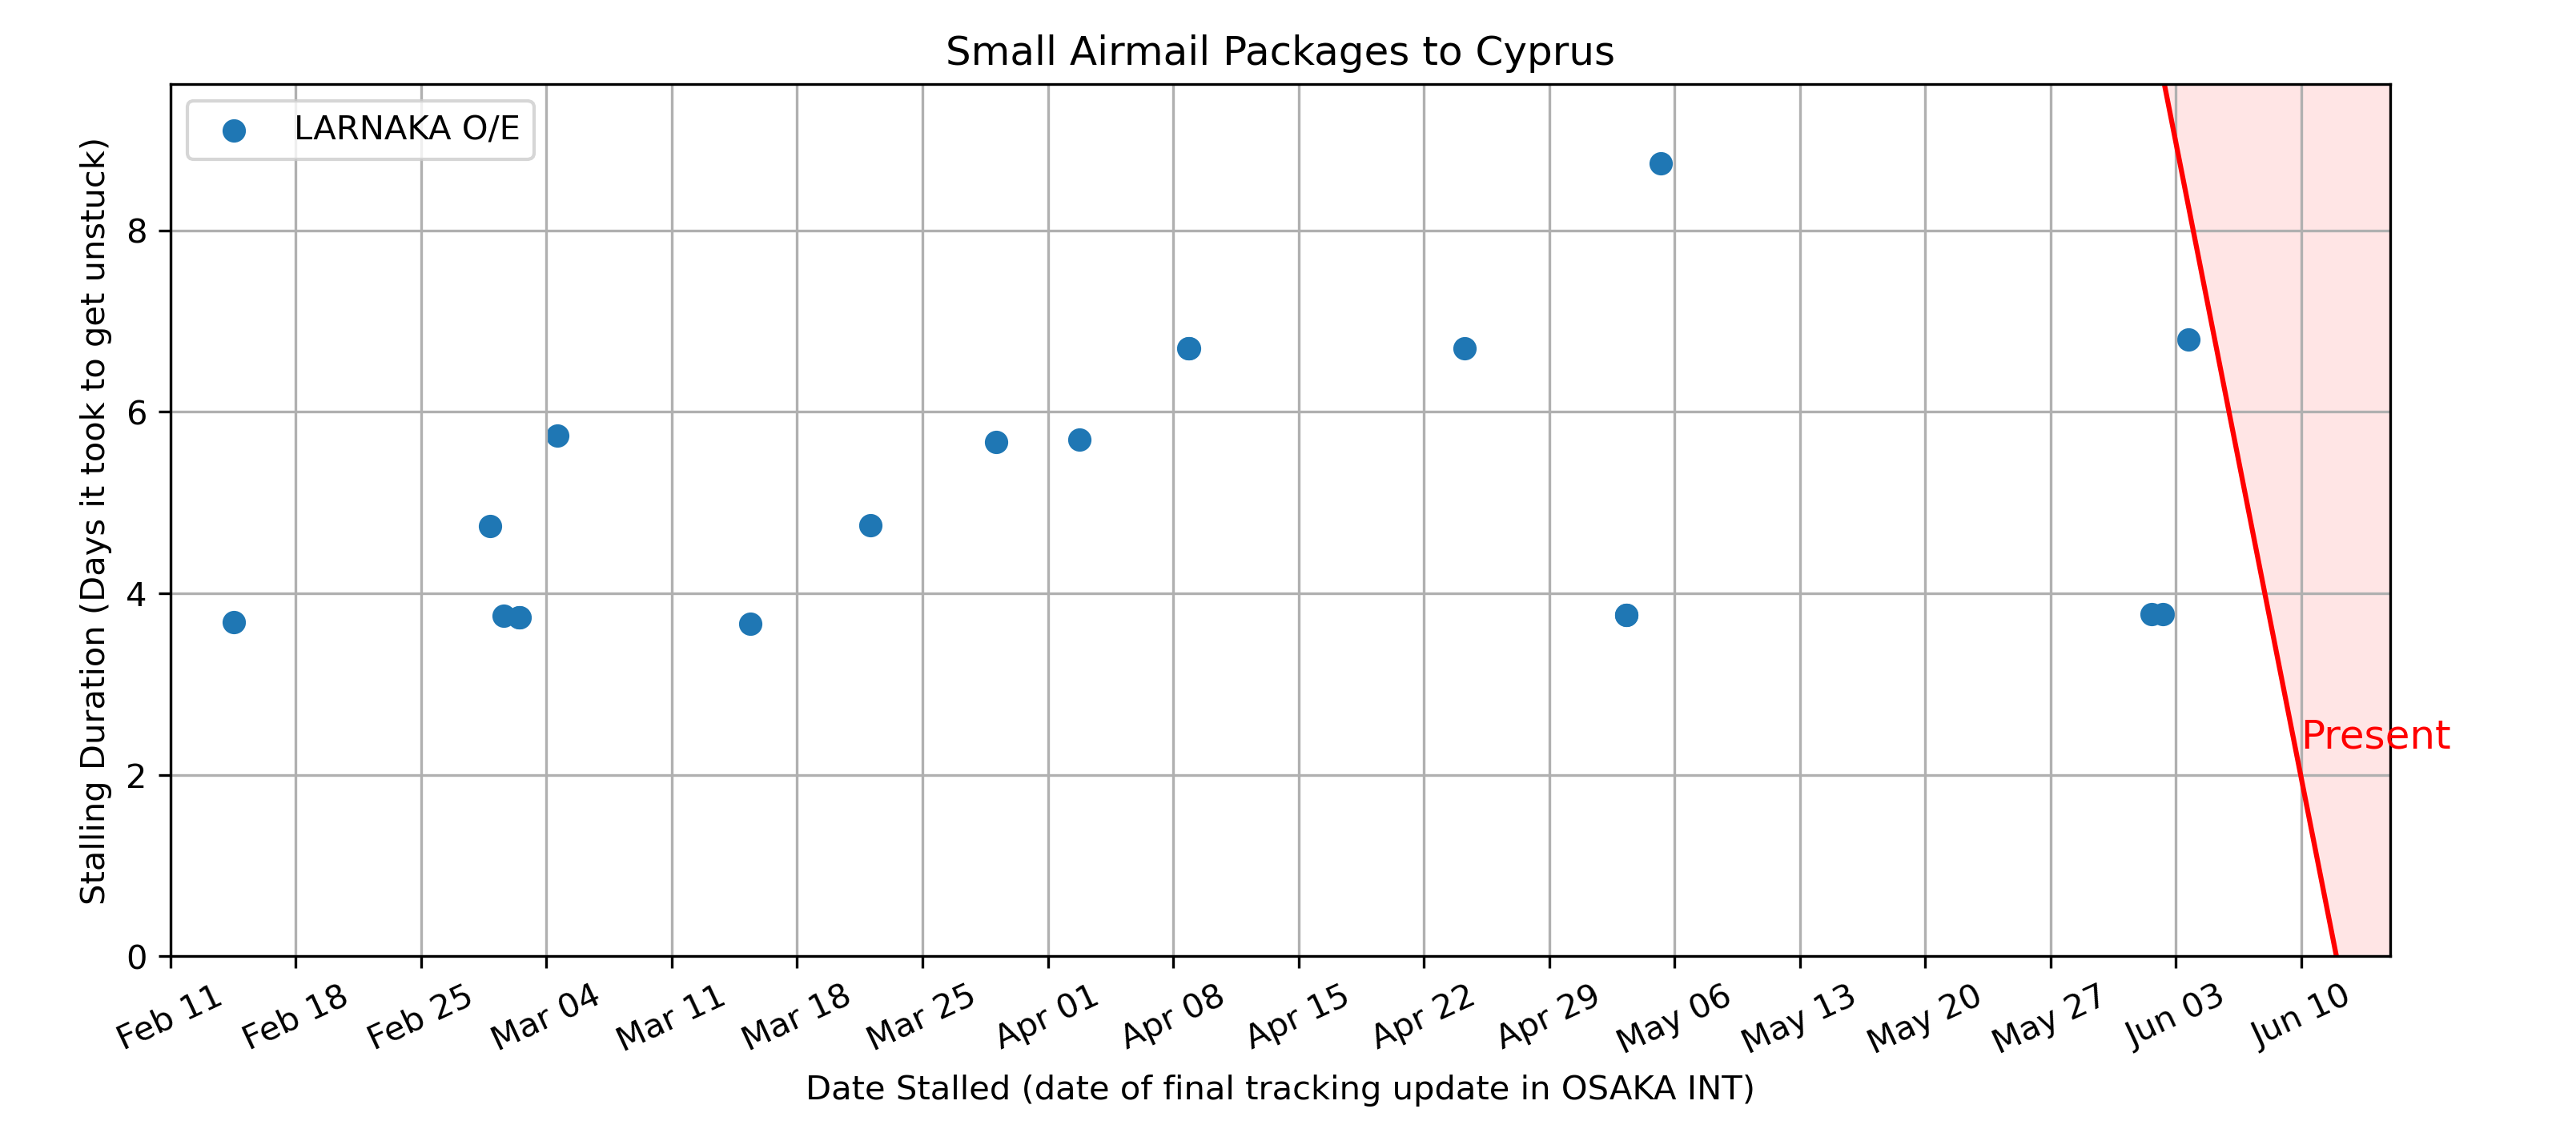 Small Airmail Packages to Cyprus
LARNAKA O/E
Stalling Duration (Days it took to get unstuck)
8
6
4
2
0
Present
Feb 11
Feb 18
Feb 25
Mar 04
Mar 11
Mar 18
Mar 25
Apr 01
Apr 08
Apr 15
Apr 22
Apr 29
May 06
May 13
May 20
May 27
Jun 03
Jun 10
Date Stalled (date of final tracking update in OSAKA INT)